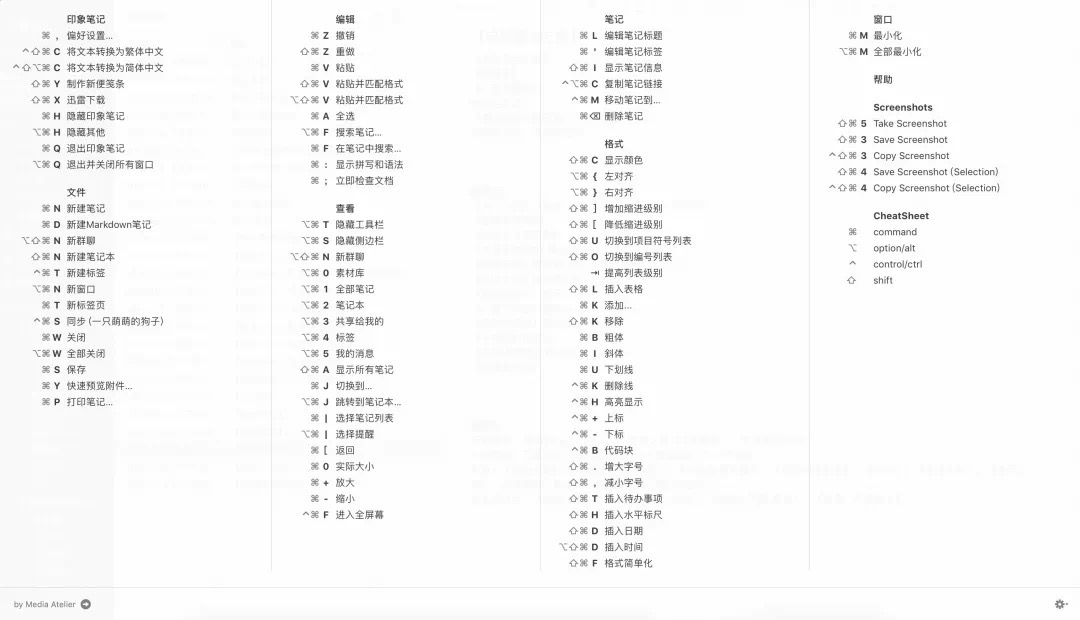 印象笔记
⌘ , 偏好设置...
^⇧⌘ C 将文本转换为繁体中文
^⇧⌥⌘ C 将文本转换为简体中文
⇧⌘ Y 制作新便笺条
⇧⌘ X 迅雷下载
⌘ H 隐藏印象笔记
⌥⌘ H 隐藏其他
⌘ Q 退出印象笔记
⌥⌘ Q 退出并关闭所有窗口
文件
⌘ N 新建笔记
⌘ D 新建Markdown笔记
⌥⇧⌘ N 新群聊
⇧⌘ N 新建笔记本
^⌘ T 新建标签
⌥⌘ N 新窗口
⌘ T 新标签页
^⌘ S 同步 (一只萌萌的狗子)
⌘ W 关闭
⌥⌘ W 全部关闭
⌘ S 保存
⌘ Y 快速预览附件...
⌘ P 打印笔记...
编辑
⌘ Z 撤销
⇧⌘ Z 重做
⌘ V 粘贴
⇧⌘ V 粘贴并匹配格式
⌥⇧⌘ V 粘贴并匹配格式
⌘ A 全选
⌥⌘ F 搜索笔记...
⌘ F 在笔记中搜索...
⌘ : 显示拼写和语法
⌘ ; 立即检查文档
查看
⌥⌘ T 隐藏工具栏
⌥⌘ S 隐藏侧边栏
⌥⇧⌘ N 新群聊
⌥⌘ 0 素材库
⌥⌘ 1 全部笔记
⌥⌘ 2 笔记本
⌥⌘ 3 共享给我的
⌥⌘ 4 标签
⌥⌘ 5 我的消息
⇧⌘ A 显示所有笔记
⌘ J 切换到...
⌥⌘ J 跳转到笔记本...
⌘ | 选择笔记列表
⌥⌘ | 选择提醒
⌘ [ 返回
⌘ 0 实际大小
⌘ + 放大
⌘ - 缩小
^⌘ F 进入全屏幕
笔记
⌘ L 编辑笔记标题
⌘ ' 编辑笔记标签
⇧⌘ I 显示笔记信息
^⌥⌘ C 复制笔记链接
^⌘ M 移动笔记到...
⌘ ⌫ 删除笔记
格式
⇧⌘ C 显示颜色
⌥⌘ { 左对齐
⌥⌘ } 右对齐
⇧⌘ ] 增加缩进级别
⇧⌘ [ 降低缩进级别
⇧⌘ U 切换到项目符号列表
⇧⌘ O 切换到编号列表
⇥ 提高列表级别
⇧⌘ L 插入表格
⌘ K 添加...
⇧⌘ K 移除
⌘ B 粗体
⌘ I 斜体
⌘ U 下划线
^⌘ K 删除线
^⌘ H 高亮显示
^⌘ + 上标
^⌘ - 下标
^⌘ B 代码块
⇧⌘ . 增大字号
⇧⌘ , 减小字号
⇧⌘ T 插入待办事项
⇧⌘ H 插入水平标尺
⇧⌘ D 插入日期
⌥⇧⌘ D 插入时间
⇧⌘ F 格式简单化
窗口
⌘ M 最小化
⌥⌘ M 全部最小化
帮助
Screenshots
⇧⌘ 5 Take Screenshot
⇧⌘ 3 Save Screenshot
^⇧⌘ 3 Copy Screenshot
⇧⌘ 4 Save Screenshot (Selection)
^⇧⌘ 4 Copy Screenshot (Selection)
CheatSheet
⌘ command
⌥ option/alt
^ control/ctrl
⇧ shift
by Media Atelier